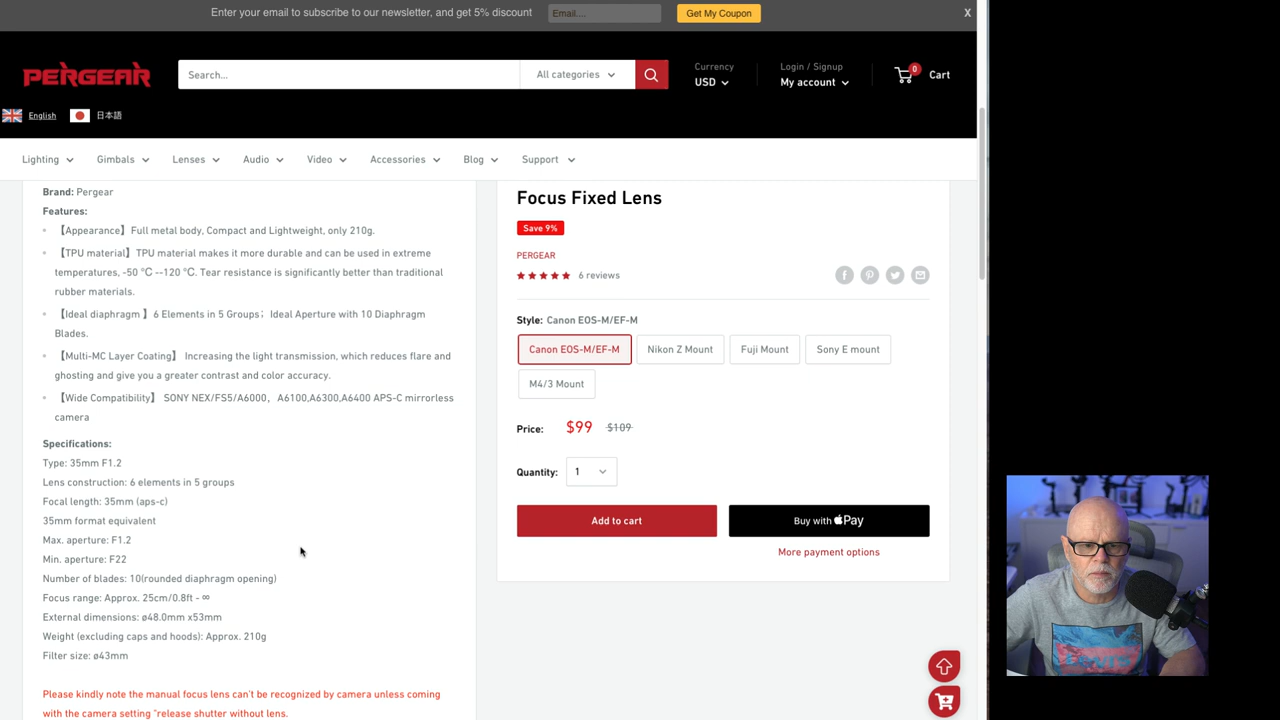 Enter your email to subscribe to our newsletter, and get 5% discount
Email...
Get My Coupon
X
PERGEAR
Search...
All categories
Currency
USD
Login / Signup
My account
0
Cart
English
日本語
Lighting
Gimbals
Lenses
Audio
Video
Accessories
Blog
Support
Brand: Pergear
Features:
【Appearance】Full metal body, Compact and Lightweight, only 210g.
【TPU material】TPU material makes it more durable and can be used in extreme
temperatures, -50 ℃ --120 ℃. Tear resistance is significantly better than traditional
rubber materials.
【Ideal diaphragm 】6 Elements in 5 Groups；Ideal Aperture with 10 Diaphragm
Blades.
【Multi-MC Layer Coating】 Increasing the light transmission, which reduces flare and
ghosting and give you a greater contrast and color accuracy.
【Wide Compatibility】 SONY NEX/FS5/A6000，A6100,A6300,A6400 APS-C mirrorless
camera
Specifications:
Type: 35mm F1.2
Lens construction: 6 elements in 5 groups
Focal length: 35mm (aps-c)
35mm format equivalent
Max. aperture: F1.2
Min. aperture: F22
Number of blades: 10(rounded diaphragm opening)
Focus range: Approx. 25cm/0.8ft - ∞
External dimensions: ø48.0mm x53mm
Weight (excluding caps and hoods): Approx. 210g
Filter size: ø43mm
Please kindly note the manual focus lens can't be recognized by camera unless coming
with the camera setting "release shutter without lens.
Focus Fixed Lens
Save 9%
PERGEAR
6 reviews
Style: Canon EOS-M/EF-M
Canon EOS-M/EF-M
Nikon Z Mount
Fuji Mount
Sony E mount
M4/3 Mount
Price: $99 $109
Quantity: 1
Add to cart
Buy with Pay
More payment options